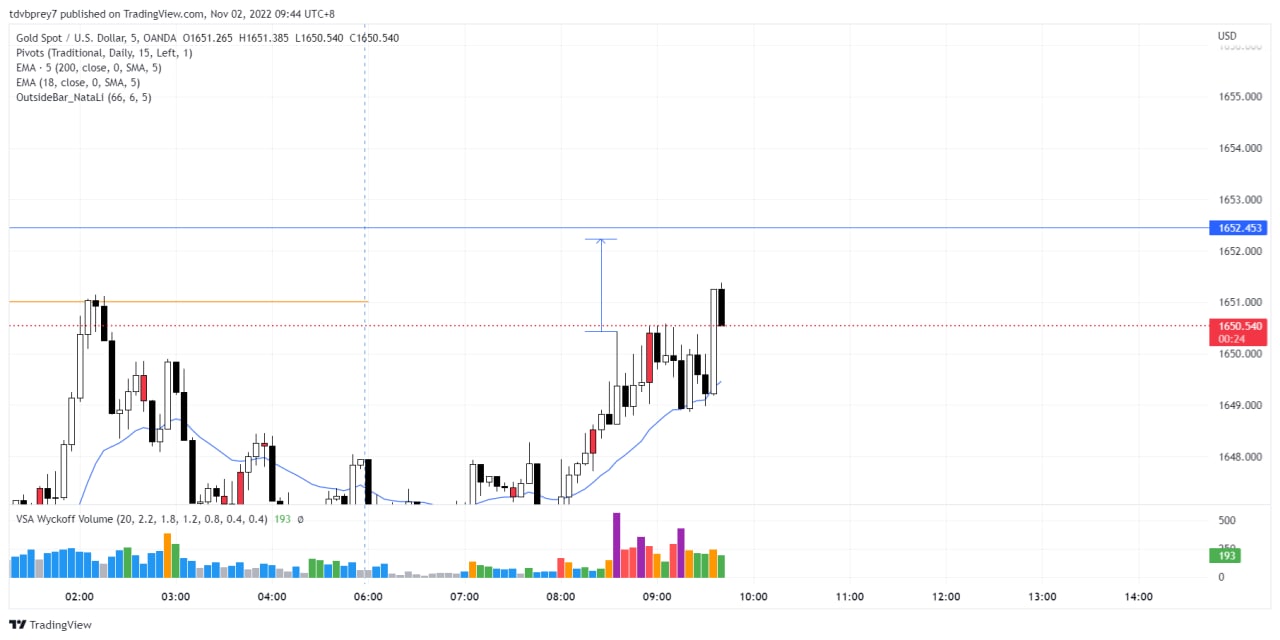 tdvbprey7 published on TradingView.com, Nov 02, 2022 09:44 UTC+8
Gold Spot / U.S. Dollar, 5, OANDA O1651.265 H1651.385 L1650.540 C1650.540
USD
Pivots (Traditional, Daily, 15, Left, 1)
EMA · 5 (200, close, 0, SMA, 5)
EMA (18, close, 0, SMA, 5)
OutsideBar_NataLi (66, 6, 5)
1655.000
1654.000
1653.000
1652.453
1652.000
1651.000
1650.540
00:24
1650.000
1649.000
1648.000
VSA Wyckoff Volume (20, 2.2, 1.8, 1.2, 0.8, 0.4, 0.4) 193 ø
500
193
0
02:00 03:00 04:00 06:00 07:00 08:00 09:00 10:00 11:00 12:00 13:00 14:00
TradingView